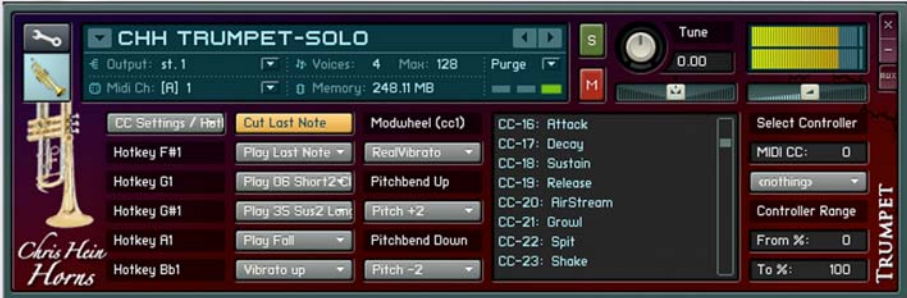 CHH TRUMPET-SOLO
S
Tune
Output: st. 1
Voices: 4 Max: 128
Purge
0.00
Midi Ch: [A] 1
Memory: 248.11 MB
M
AUX
CC Settings /
Cut Last Note
Modwheel (cc1)
CC-16: Attack
Select Controller
Hotkey F#1
Play Last Note
RealVibrato
CC-17: Decay
MIDI CC: 0
CC-18: Sustain
Hotkey G1
Play 06 Short2
Pitchbend Up
CC-19: Release
<nothing>
Hotkey G#1
Play 35 Sus2 Long
Pitch +2
CC-20: AirStream
Controller Range
CC-21: Growl
Hotkey A1
Play Fall
Pitchbend Down
CC-22: Spit
From %: 0
Hotkey Bb1
Vibrato up
Pitch -2
CC-23: Shake
To %: 100
Chris Hein
Horns
TRUMPET